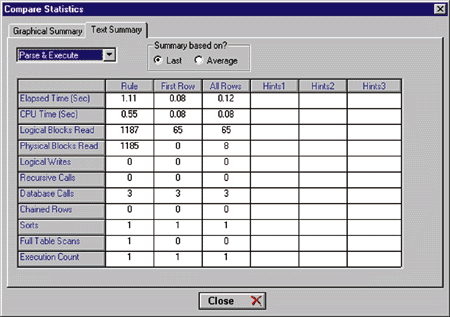 Compare Statistics
Graphical Summary Text Summary
Parse & Execute
Summary based on?
Last Average
Rule First Row All Rows Hints1 Hints2 Hints3
Elapsed Time (Sec) 1.11 0.08 0.12
CPU Time (Sec) 0.55 0.08 0.08
Logical Blocks Read 1187 65 65
Physical Blocks Read 1185 0 8
Logical Writes 0 0 0
Recursive Calls 0 0 0
Database Calls 3 3 3
Chained Rows 0 0 0
Sorts 1 1 1
Full Table Scans 1 0 0
Execution Count 1 1 1
Close